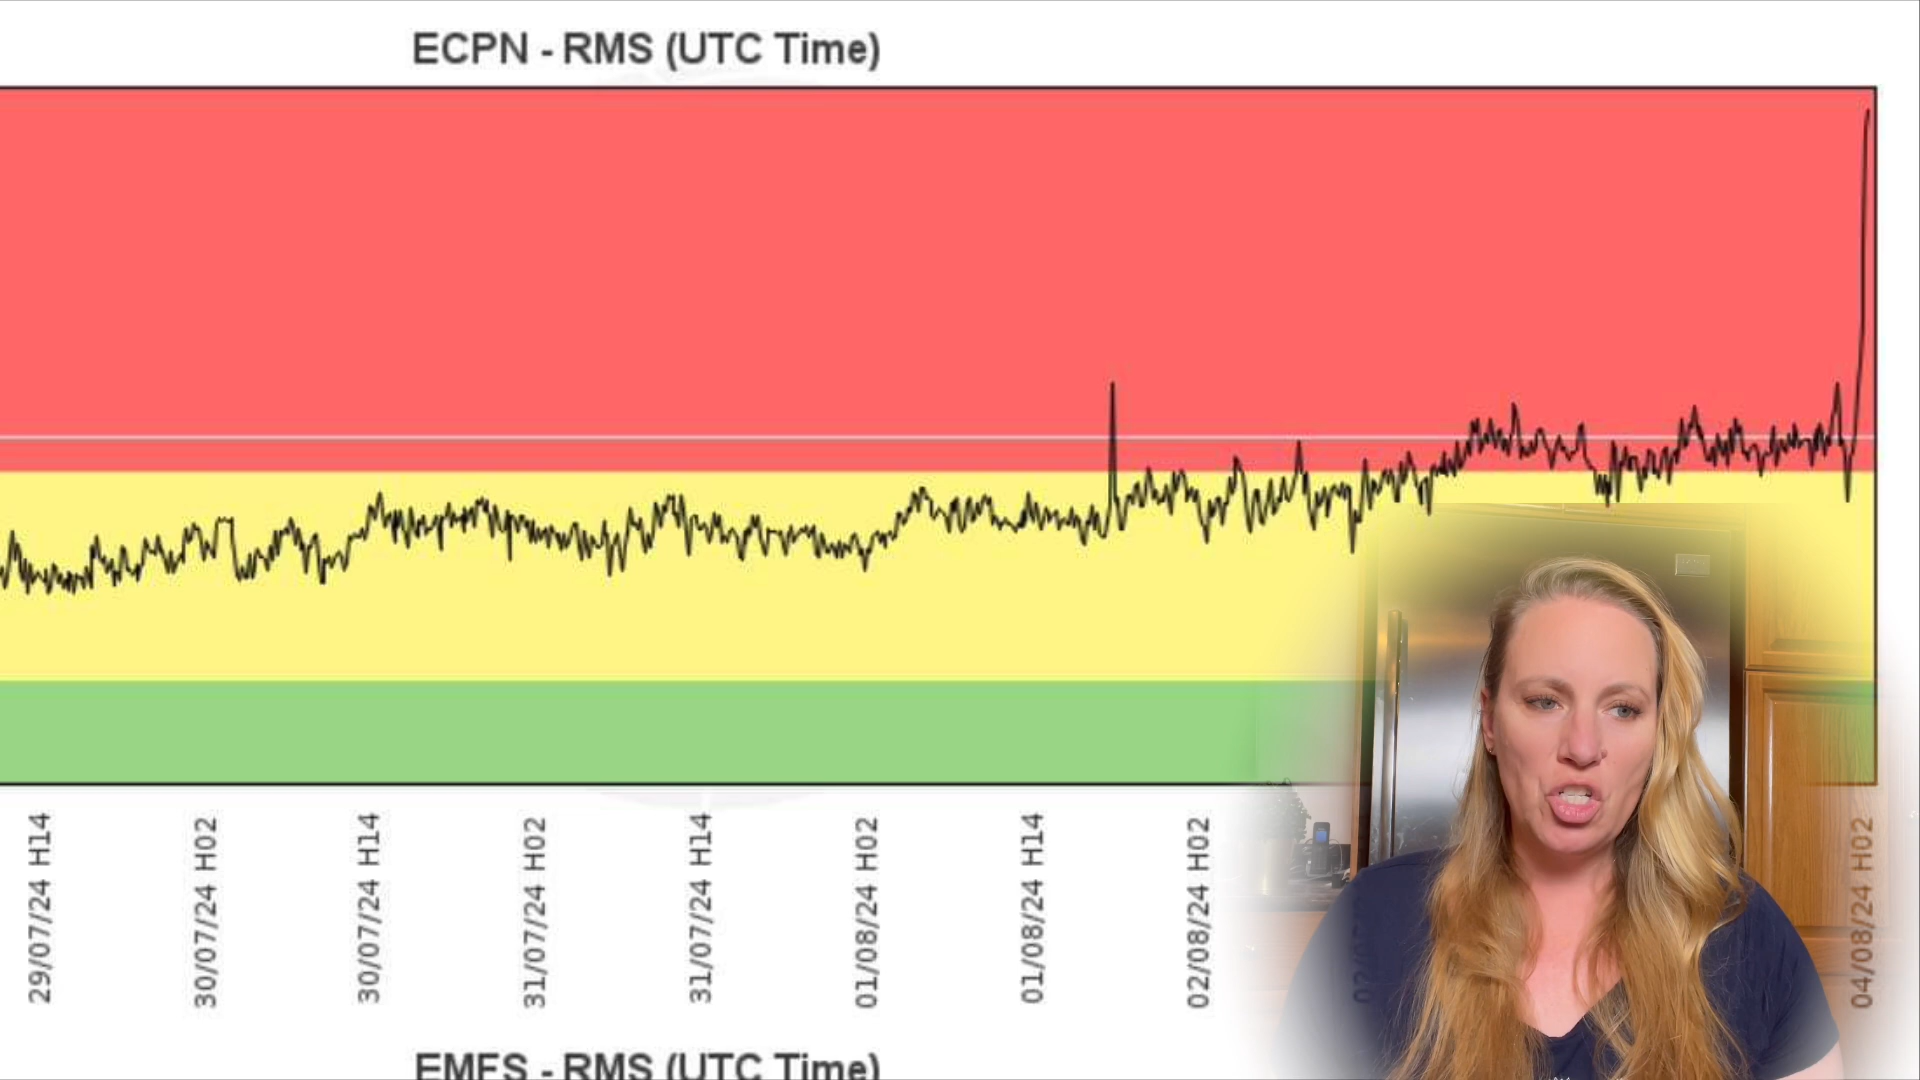 ECPN - RMS (UTC Time)
29/07/24 H14
30/07/24 H02
30/07/24 H14
31/07/24 H02
31/07/24 H14
01/08/24 H02
01/08/24 H14
02/08/24 H02
04/08/24 H02
EMFS - RMS (UTC Time)